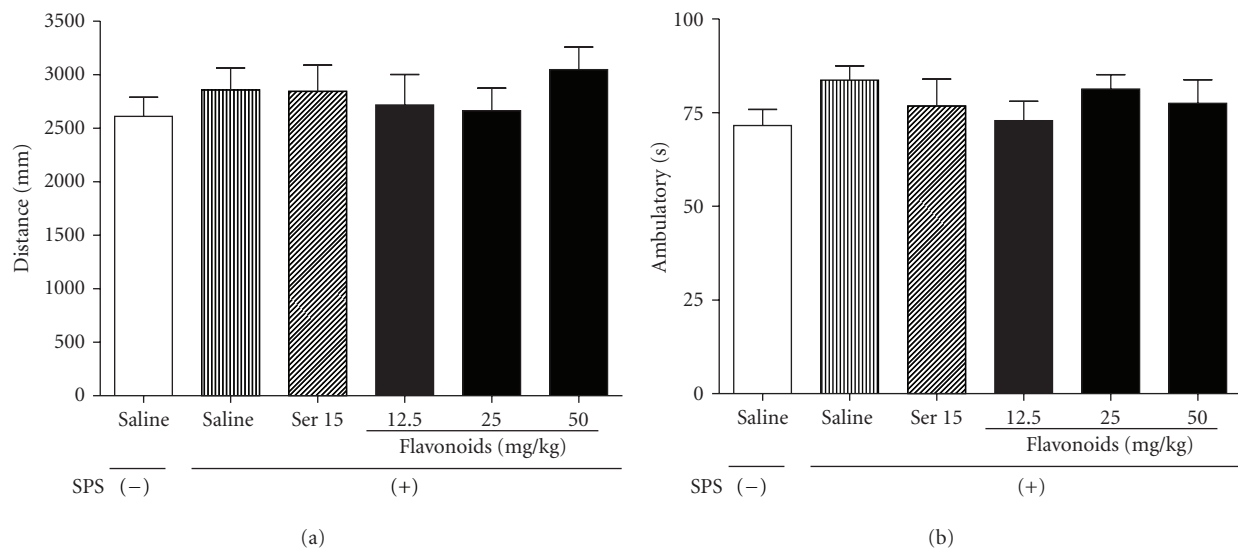 3500
3000
2500
2000
1500
1000
500
0
Distance (mm)
Saline
Saline
Ser 15
12.5
25
50
Flavonoids (mg/kg)
SPS
(−)
(+)
(a)
100
75
50
25
0
Ambulatory (s)
Saline
Saline
Ser 15
12.5
25
50
Flavonoids (mg/kg)
SPS
(−)
(+)
(b)